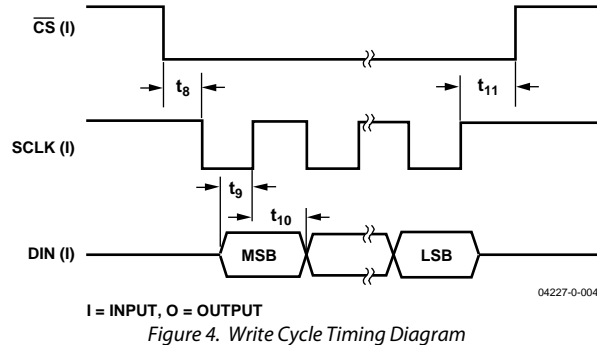 CS (I)
t8
t11
SCLK (I)
t9
t10
DIN (I)
MSB
LSB
04227-0-004
I = INPUT, O = OUTPUT
Figure 4. Write Cycle Timing Diagram